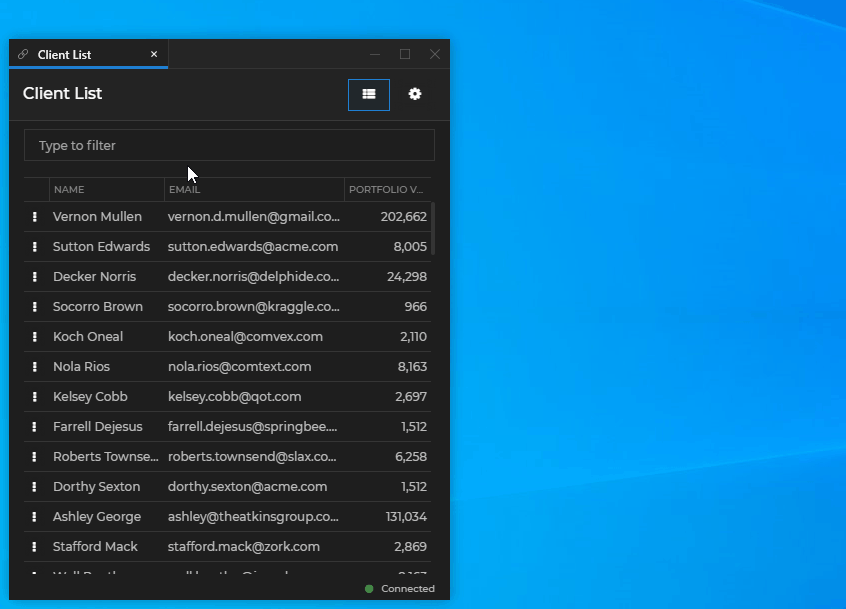 Client List
Client List
Type to filter
NAME EMAIL PORTFOLIO V...
Vernon Mullen vernon.d.mullen@gmail.co... 202,662
Sutton Edwards sutton.edwards@acme.com 8,005
Decker Norris decker.norris@delphide.co... 24,298
Socorro Brown socorro.brown@kraggle.co... 966
Koch Oneal koch.oneal@comvex.com 2,110
Nola Rios nola.rios@comtext.com 8,163
Kelsey Cobb kelsey.cobb@qot.com 2,697
Farrell Dejesus farrell.dejesus@springbee.... 1,512
Roberts Townse... roberts.townsend@slax.co... 6,258
Dorthy Sexton dorthy.sexton@acme.com 1,512
Ashley George ashley@theatkinsgroup.co... 131,034
Stafford Mack stafford.mack@zork.com 2,869
Connected